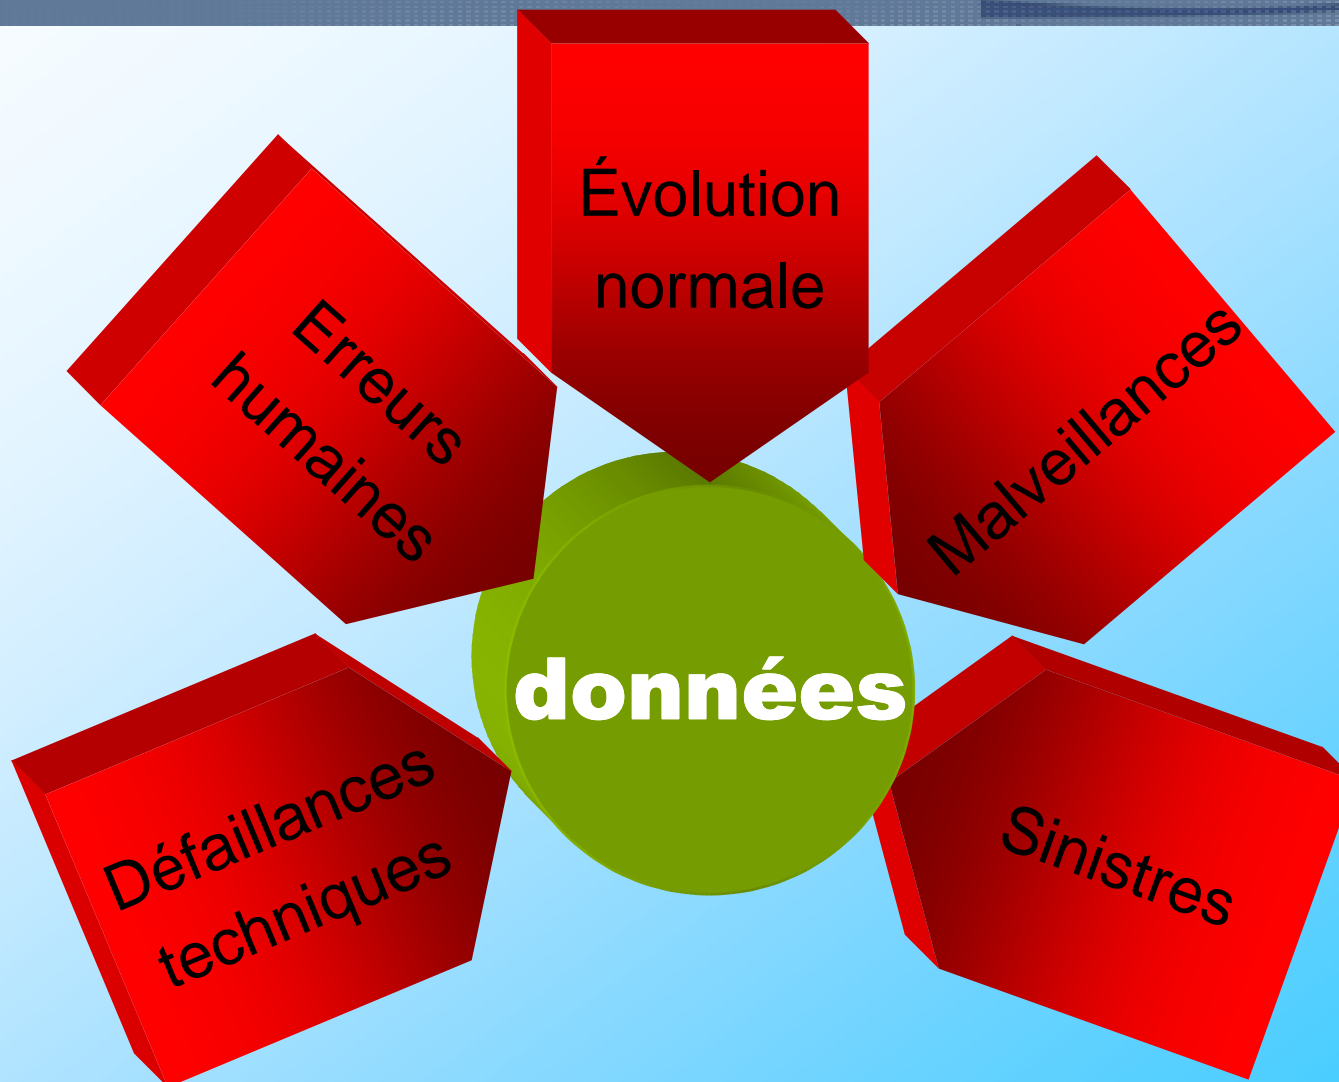 Évolution
normale
Erreurs
humaines
Malveillances
données
Défaillances
techniques
Sinistres